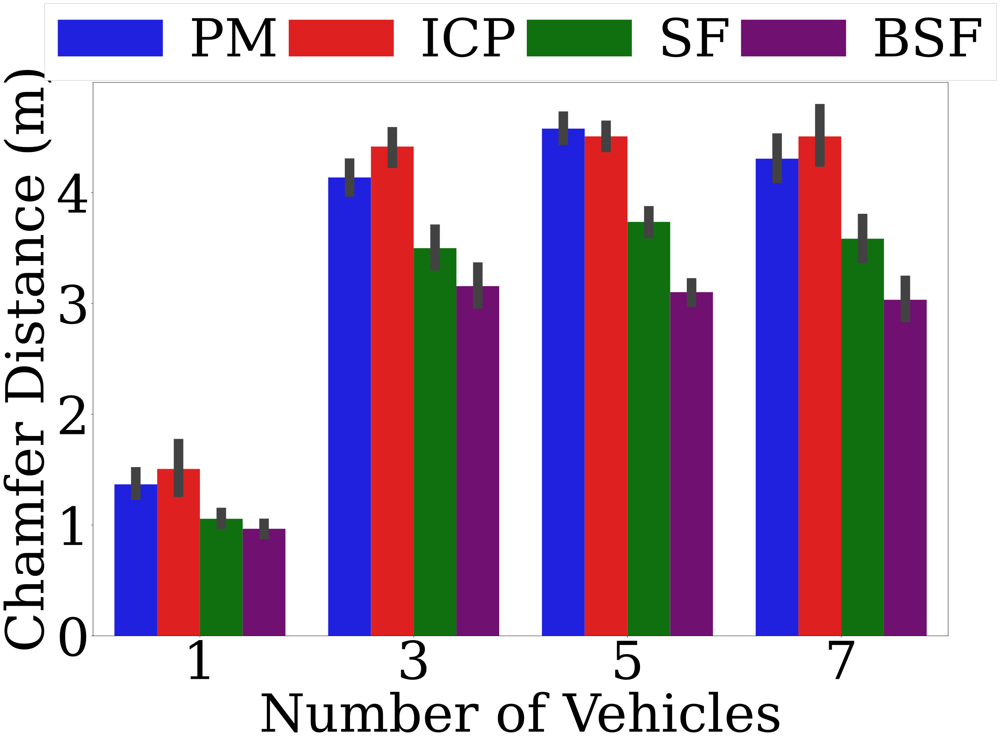 PM ICP SF BSF
Chamfer Distance (m)
4
3
2
1
0
1 3 5 7
Number of Vehicles